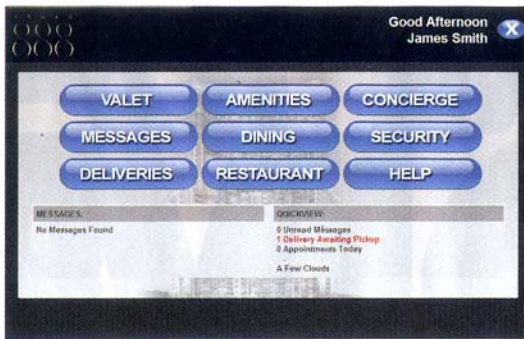 Good Afternoon
James Smith X
888
VALET AMENITIES CONCIERGE
MESSAGES DINING SECURITY
DELIVERIES RESTAURANT HELP
MESSAGES: QUICKVIEW:
No Messages Found 0 Unread Messages
1 Delivery Awaiting Pickup
0 Appointments Today
A Few Clouds